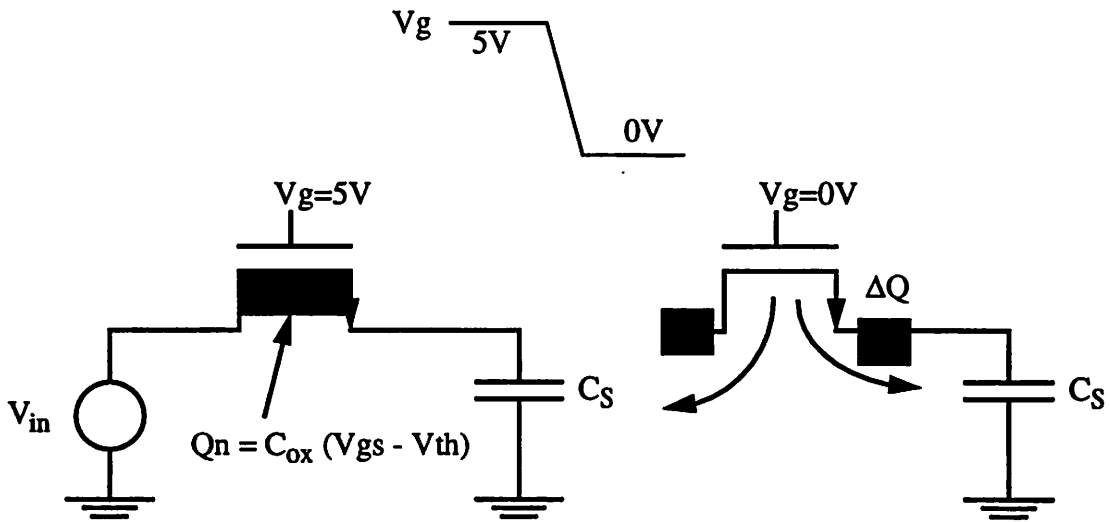 Vg
5V
0V
Vg=5V
Vg=0V
ΔQ
Vin
CS
CS
Qn = Cox (Vgs - Vth)